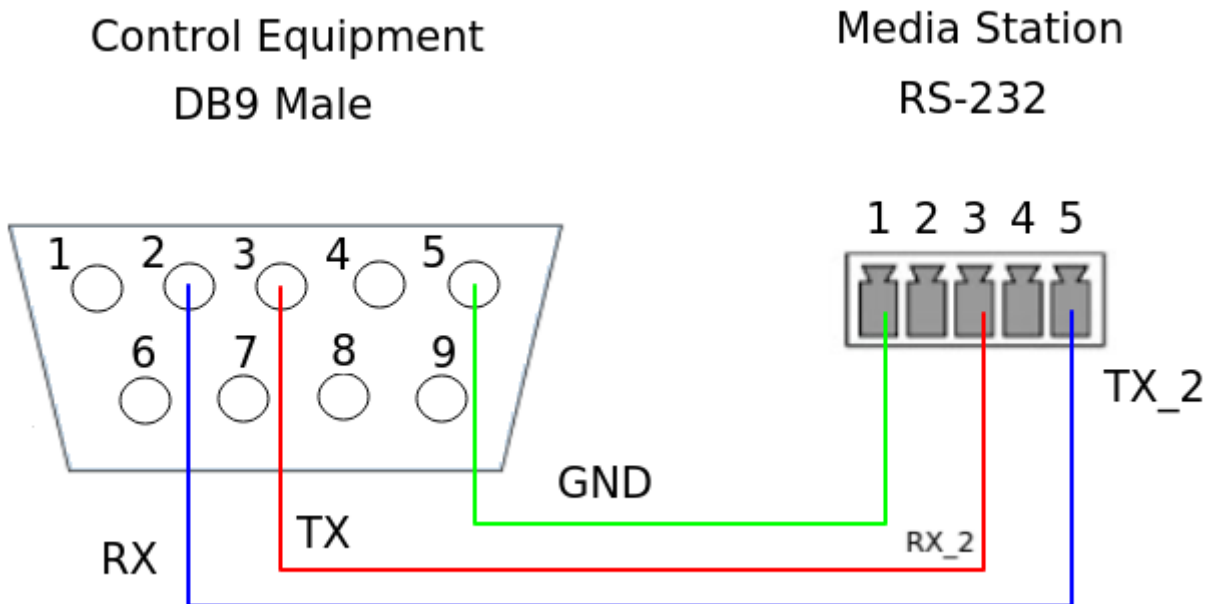 Control Equipment
DB9 Male
Media Station
RS-232
1 2 3 4 5
6 7 8 9
1 2 3 4 5
TX_2
GND
TX
RX_2
RX